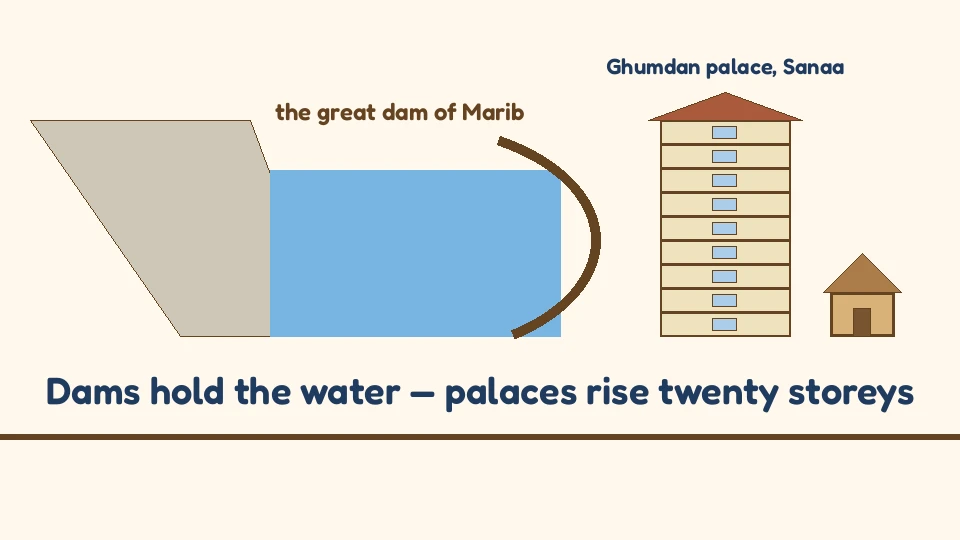 Ghumdan palace, Sanaa
the great dam of Marib
Dams hold the water — palaces rise twenty storeys